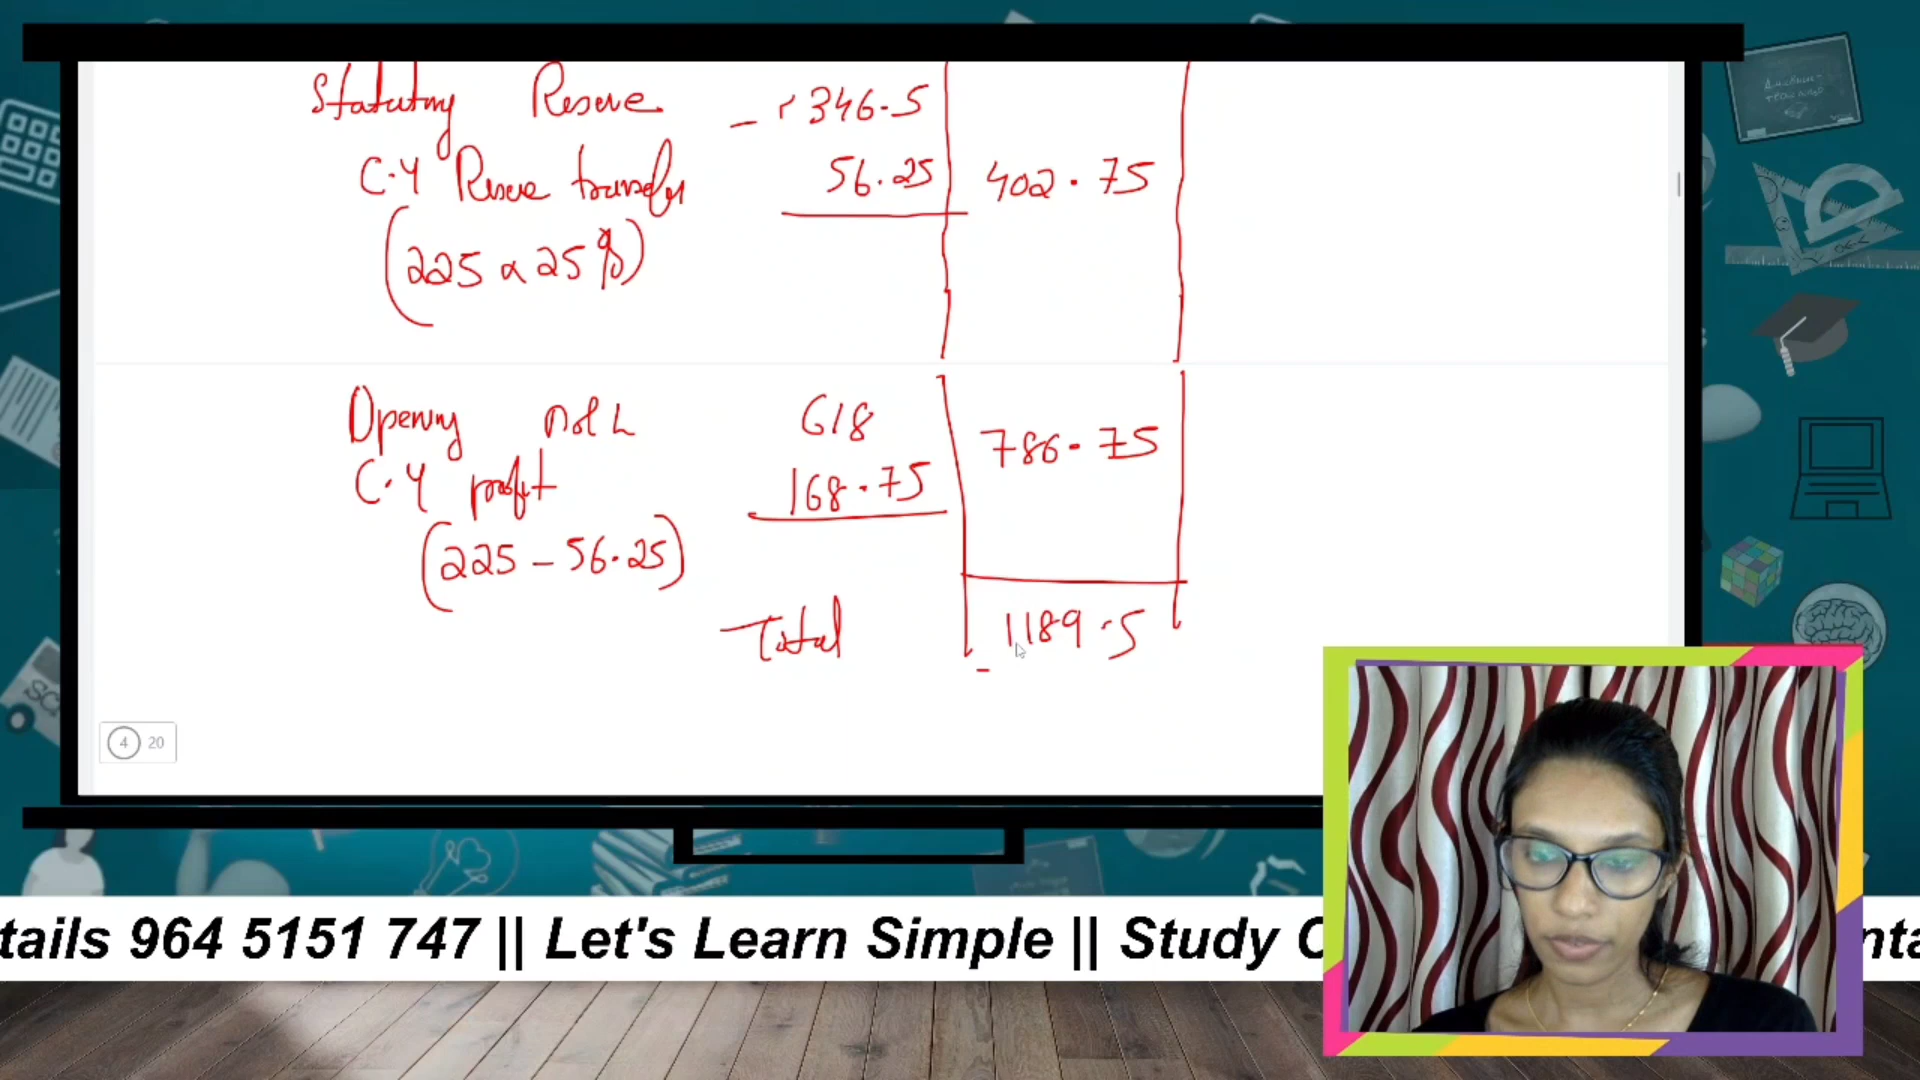 Statutory Reserve 346.5
C.Y Reserve transfer 56.25 402.75
(225 x 25%)
Opening 618 786.75
C.Y profit 168.75
(225 - 56.25)
Total 1189.5
4 20
tails 964 5151 747 || Let's Learn Simple || Study C nta